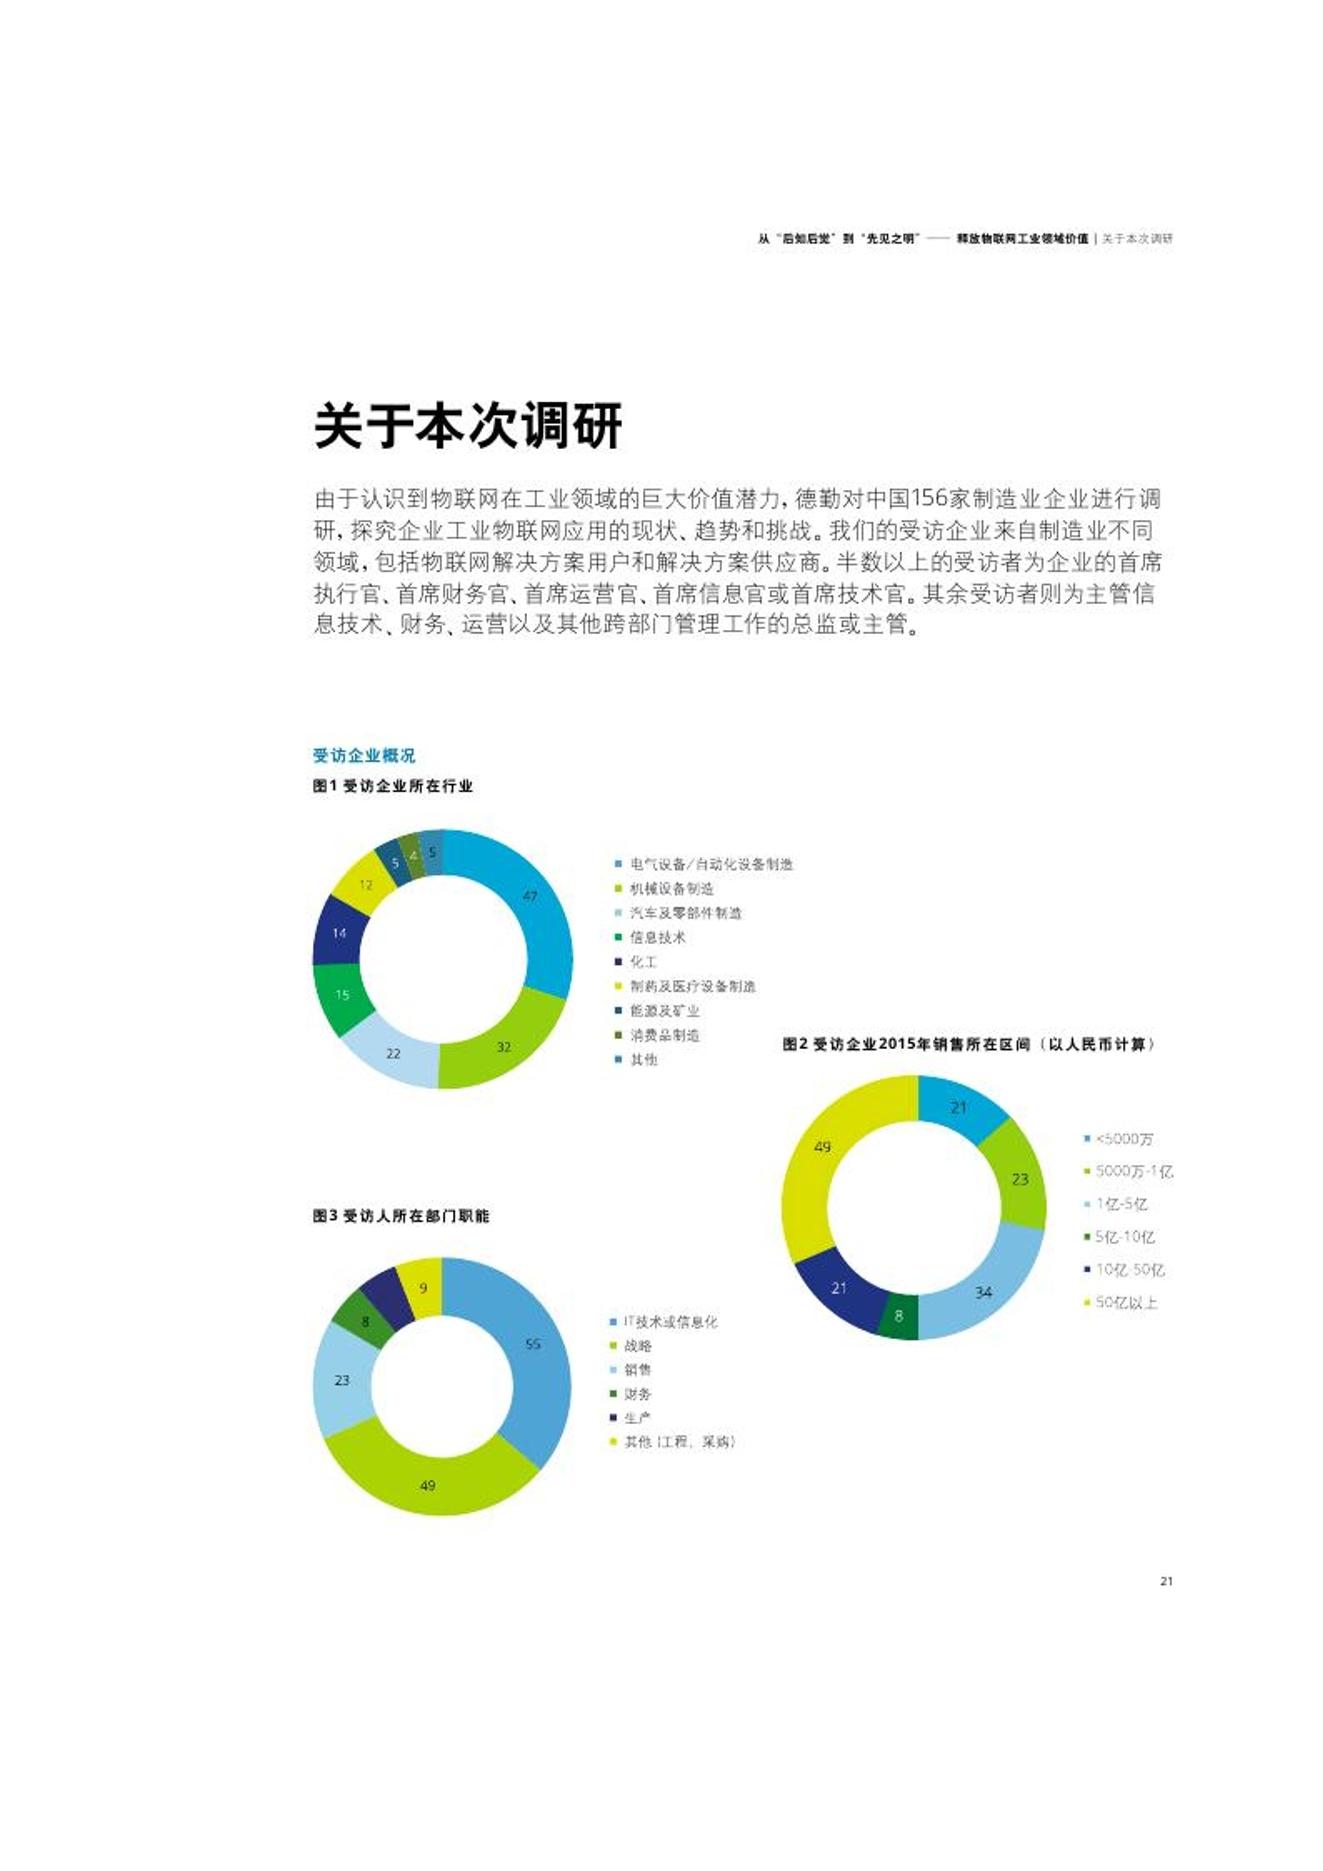 从“后知后觉”到“先见之明”—— 释放物联网工业领域价值 | 关于本次调研
关于本次调研
由于认识到物联网在工业领域的巨大价值潜力，德勤对中国156家制造业企业进行调
研，探究企业工业物联网应用的现状、趋势和挑战。我们的受访企业来自制造业不同
领域，包括物联网解决方案用户和解决方案供应商。半数以上的受访者为企业的首席
执行官、首席财务官、首席运营官、首席信息官或首席技术官。其余受访者则为主管信
息技术、财务、运营以及其他跨部门管理工作的总监或主管。
受访企业概况
图1 受访企业所在行业
47
32
22
15
14
12
5
4
5
电气设备/自动化设备制造
机械设备制造
汽车及零部件制造
信息技术
化工
制药及医疗设备制造
能源及矿业
消费品制造
其他
图2 受访企业2015年销售所在区间（以人民币计算）
21
23
34
8
21
49
<5000万
5000万-1亿
1亿-5亿
5亿-10亿
10亿-50亿
50亿以上
图3 受访人所在部门职能
55
49
23
8
9
IT技术或信息化
战略
销售
财务
生产
其他（工程、采购）
21